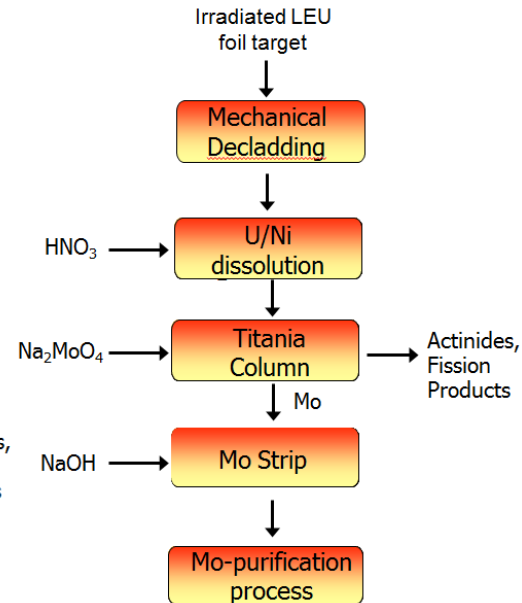 Irradiated LEU
foil target
Mechanical
Decladding
HNO₃
U/Ni
dissolution
Na₂MoO₄
Titania
Column
Actinides,
Fission
Products
Mo
NaOH
Mo Strip
Mo-purification
process